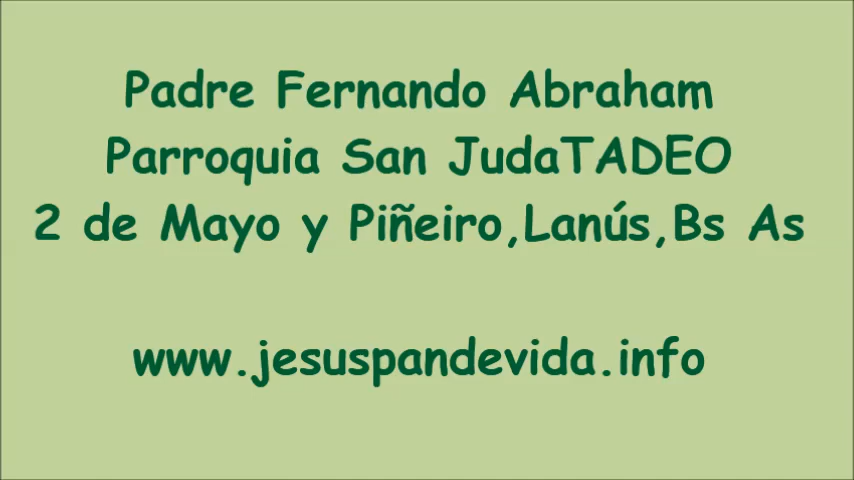 Padre Fernando Abraham
Parroquia San JudaTADEO
2 de Mayo y Piñeiro,Lanús,Bs As
www.jesuspandevida.info